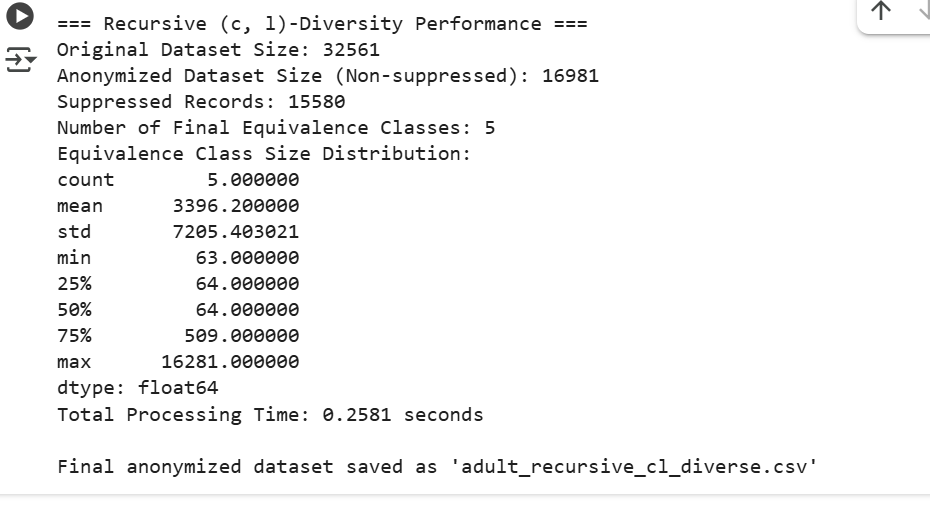 === Recursive (c, l)-Diversity Performance ===
Original Dataset Size: 32561
Anonymized Dataset Size (Non-suppressed): 16981
Suppressed Records: 15580
Number of Final Equivalence Classes: 5
Equivalence Class Size Distribution:
count        5.000000
mean      3396.200000
std       7205.403021
min         63.000000
25%         64.000000
50%         64.000000
75%        509.000000
max      16281.000000
dtype: float64
Total Processing Time: 0.2581 seconds
Final anonymized dataset saved as 'adult_recursive_cl_diverse.csv'